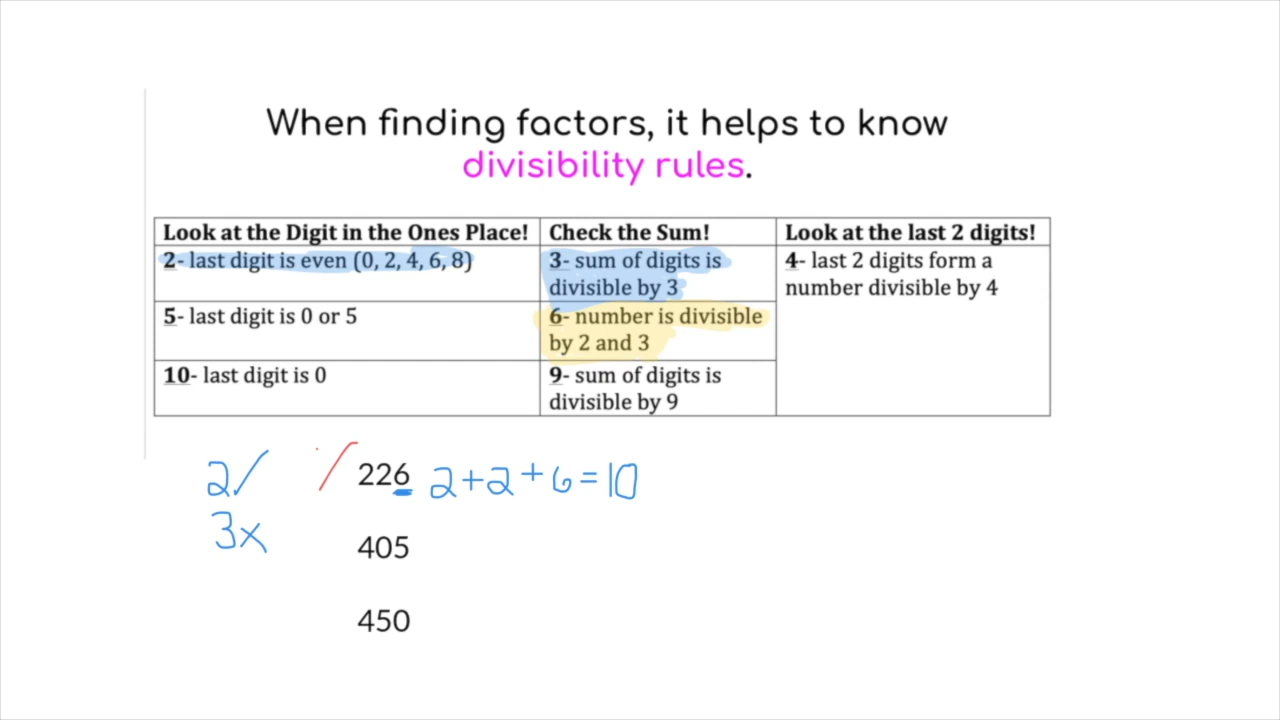 When finding factors, it helps to know
divisibility rules.
Look at the Digit in the Ones Place! Check the Sum! Look at the last 2 digits!
2- last digit is even (0, 2, 4, 6, 8) 3- sum of digits is divisible by 3 4- last 2 digits form a number divisible by 4
5- last digit is 0 or 5 6- number is divisible by 2 and 3
10- last digit is 0 9- sum of digits is divisible by 9
2✓ 226 2+2+6=10
3x
405
450